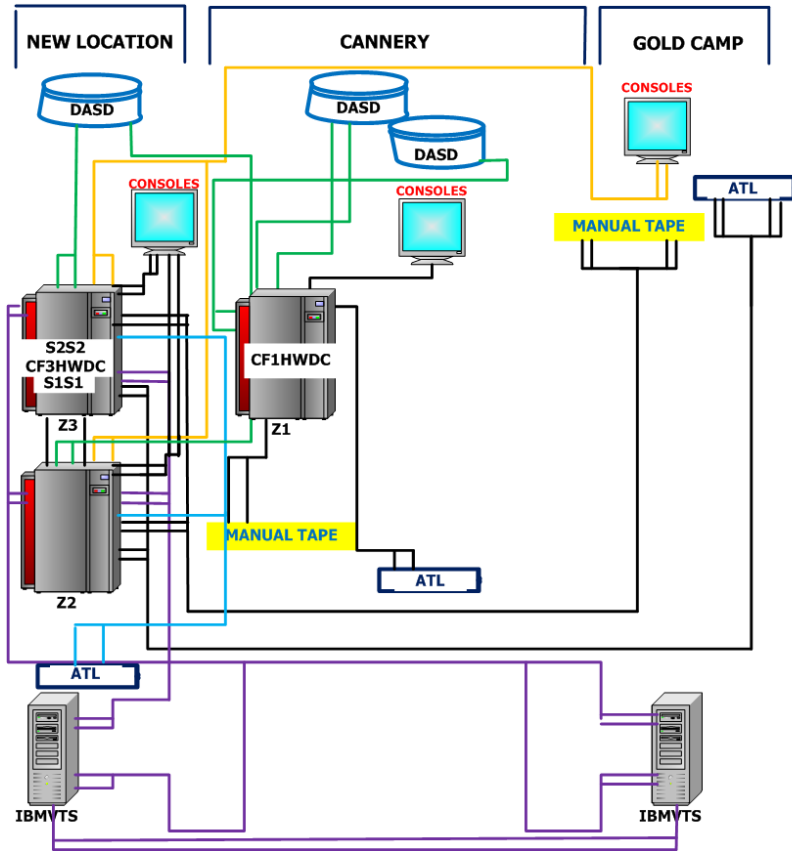 NEW LOCATION
CANNERY
GOLD CAMP
DASD
DASD
DASD
CONSOLES
CONSOLES
CONSOLES
ATL
MANUAL TAPE
S2S2
CF3HWDC
S1S1
Z3
CF1HWDC
Z1
MANUAL TAPE
ATL
Z2
ATL
IBMVTS
IBMVTS